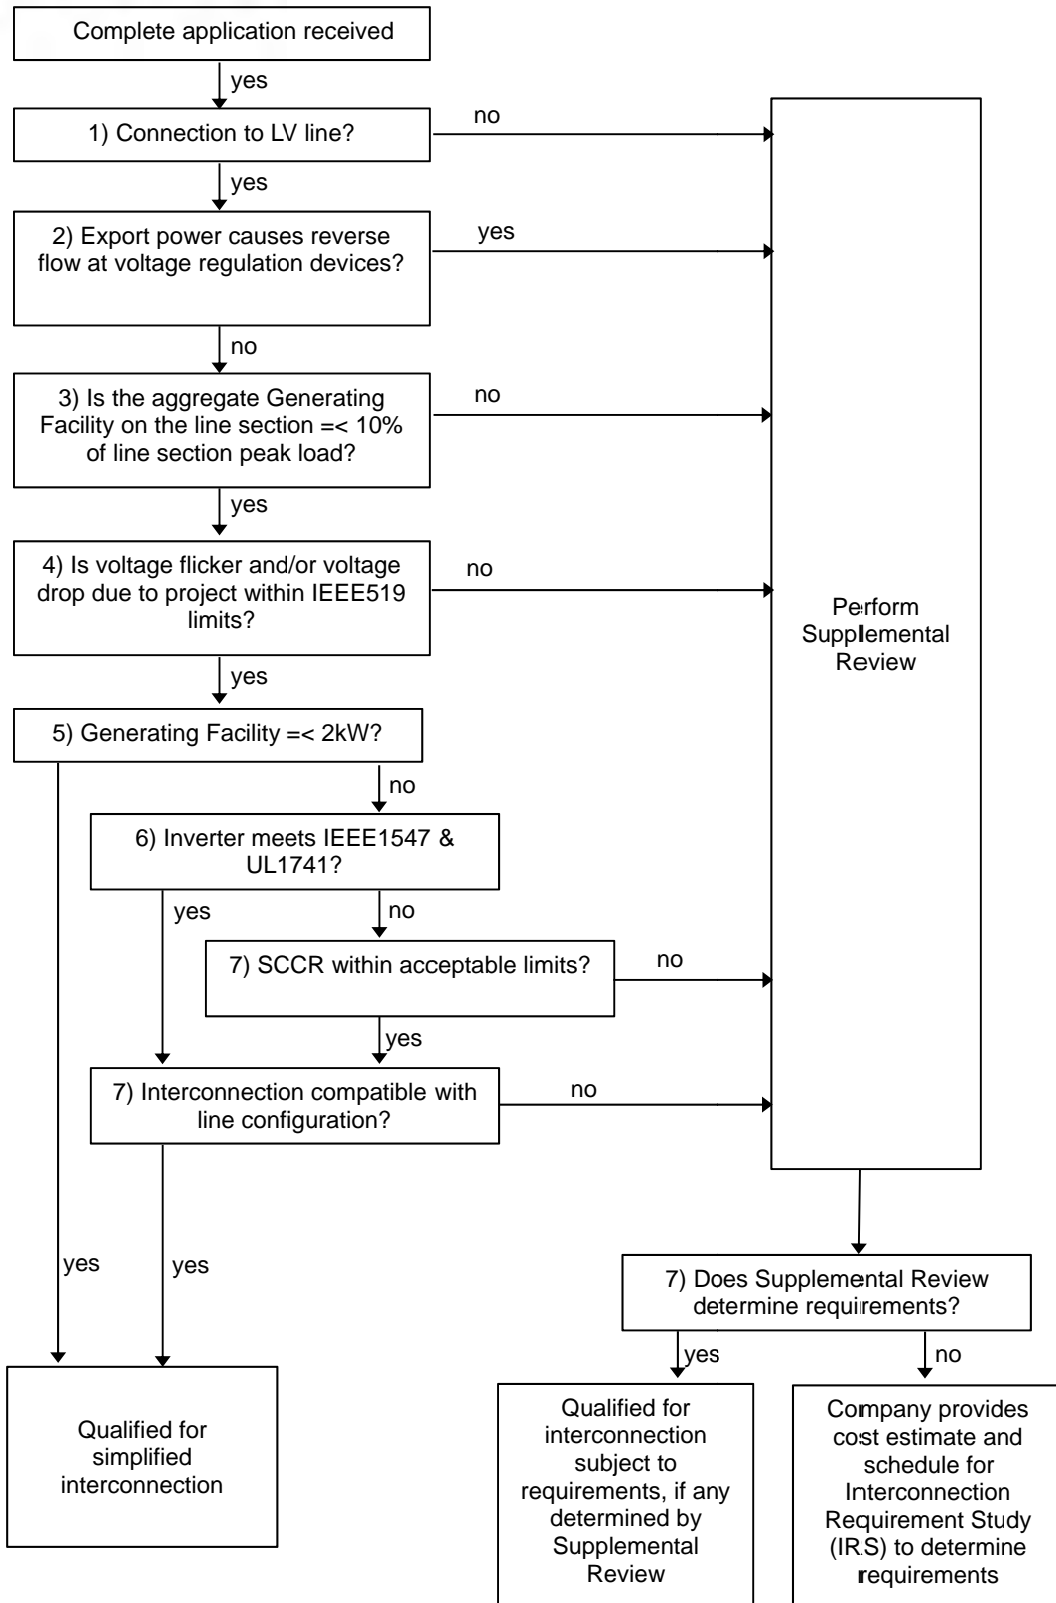 Complete application received
yes
1) Connection to LV line?
no
yes
2) Export power causes reverse
flow at voltage regulation devices?
yes
no
3) Is the aggregate Generating
Facility on the line section =< 10%
of line section peak load?
no
yes
4) Is voltage flicker and/or voltage
drop due to project within IEEE519
limits?
no
Perform
Supplemental
Review
yes
5) Generating Facility =< 2kW?
no
6) Inverter meets IEEE1547 &
UL1741?
yes
no
7) SCCR within acceptable limits?
no
yes
7) Interconnection compatible with
line configuration?
no
yes
yes
7) Does Supplemental Review
determine requirements?
yes
no
Qualified for
simplified
interconnection
Qualified for
interconnection
subject to
requirements, if any
determined by
Supplemental
Review
Company provides
cost estimate and
schedule for
Interconnection
Requirement Study
(IRS) to determine
requirements